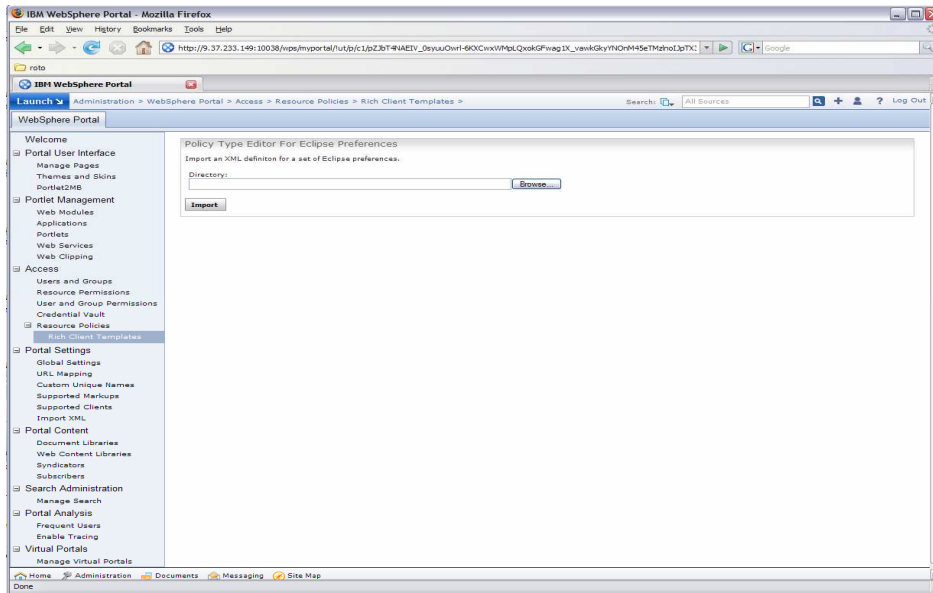 IBM WebSphere Portal - Mozilla Firefox
File Edit View History Bookmarks Tools Help
Google
roto
IBM WebSphere Portal
Launch Administration > WebSphere Portal > Access > Resource Policies > Rich Client Templates > Search: All Sources ? Log Out
WebSphere Portal
Welcome
Portal User Interface
Manage Pages
Themes and Skins
Portlet2MB
Portlet Management
Web Modules
Applications
Portlets
Web Services
Web Clipping
Access
Users and Groups
Resource Permissions
User and Group Permissions
Credential Vault
Resource Policies
Rich Client Templates
Portal Settings
Global Settings
URL Mapping
Custom Unique Names
Supported Markups
Supported Clients
Import XML
Portal Content
Document Libraries
Web Content Libraries
Syndicators
Subscribers
Search Administration
Manage Search
Portal Analysis
Frequent Users
Enable Tracing
Virtual Portals
Manage Virtual Portals
Policy Type Editor For Eclipse Preferences
Import an XML definiton for a set of Eclipse preferences.
Directory:
Browse...
Import
Home Administration Documents Messaging Site Map
Done